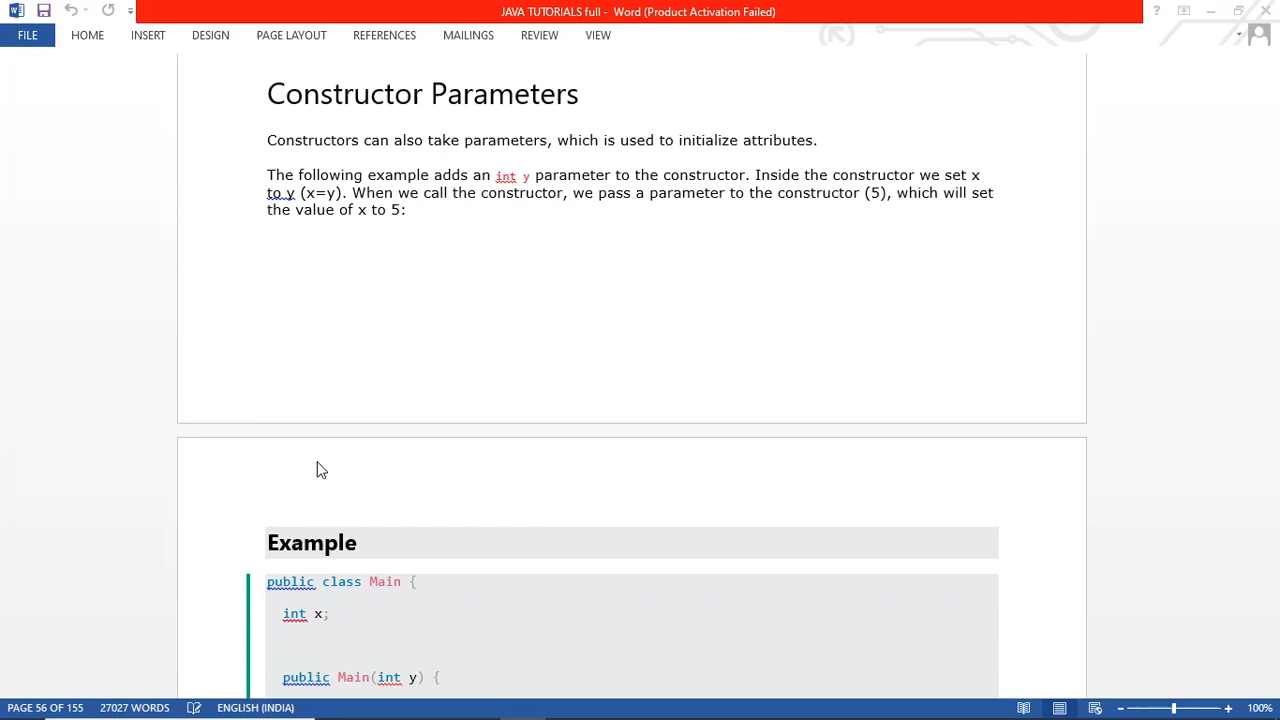 JAVA TUTORIALS full - Word (Product Activation Failed)
?
FILE HOME INSERT DESIGN PAGE LAYOUT REFERENCES MAILINGS REVIEW VIEW
Constructor Parameters
Constructors can also take parameters, which is used to initialize attributes.
The following example adds an int y parameter to the constructor. Inside the constructor we set x
to y (x=y). When we call the constructor, we pass a parameter to the constructor (5), which will set
the value of x to 5:
Example
public class Main {
int x;
public Main(int y) {
PAGE 56 OF 155 27027 WORDS ENGLISH (INDIA) 100%